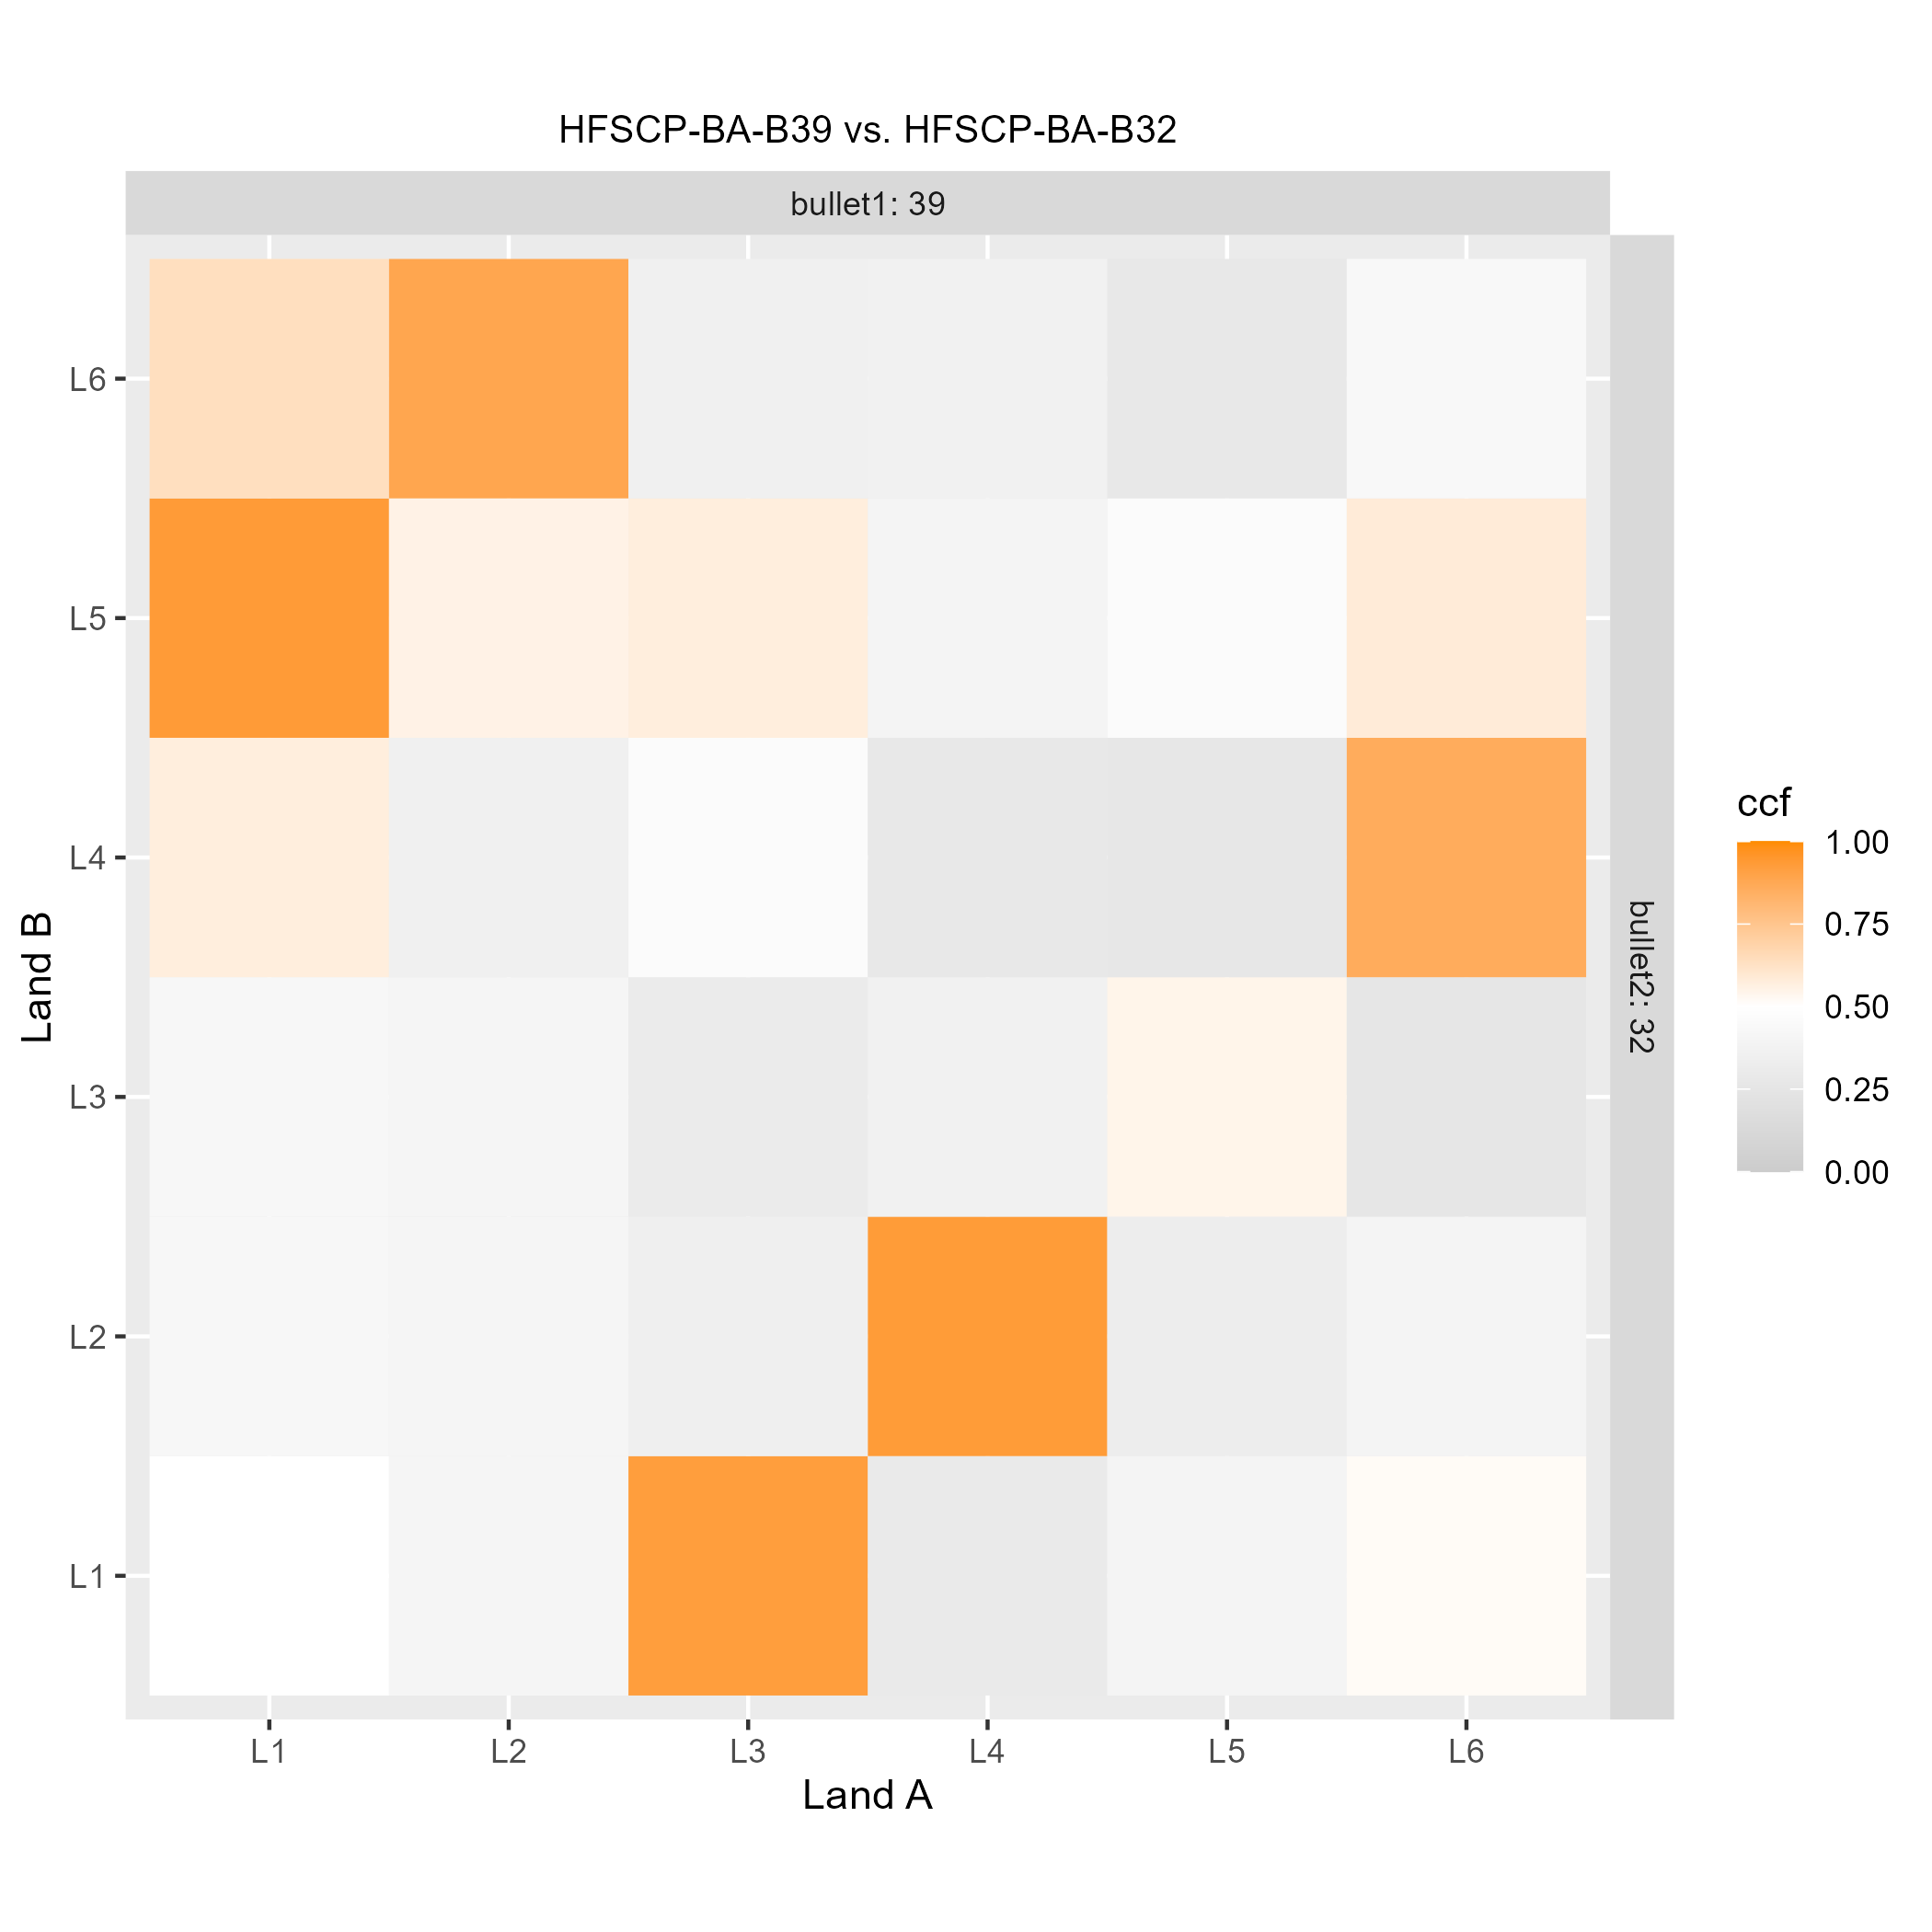 HFSCP-BA-B39 vs. HFSCP-BA-B32
bullet1: 39
L6
L5
L4
L3
L2
L1
Land B
bullet2: 32
L1 L2 L3 L4 L5 L6
Land A
ccf
1.00
0.75
0.50
0.25
0.00